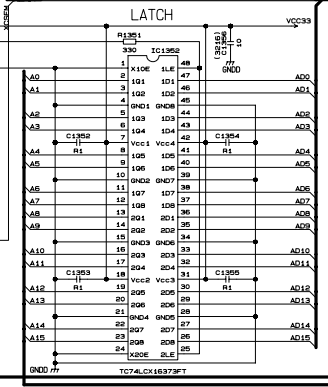 LATCH
XCSEM
VCC33
R1351
330
IC1352
(3216)
C1356
10
GNDD
1 X10E 1LE 48
A0 2 1Q1 1D1 47 AD0
A1 3 1Q2 1D2 46 AD1
4 GND1 GND8 45
A2 5 1Q3 1D3 44 AD2
A3 6 1Q4 1D4 43 AD3
C1352 R1 7 Vcc1 Vcc4 42 C1354 R1
A4 8 1Q5 1D5 41 AD4
A5 9 1Q6 1D6 40 AD5
10 GND2 GND7 39
A6 11 1Q7 1D7 38 AD6
A7 12 1Q8 1D8 37 AD7
A8 13 2Q1 2D1 36 AD8
A9 14 2Q2 2D2 35 AD9
15 GND3 GND6 34
A10 16 2Q3 2D3 33 AD10
A11 17 2Q4 2D4 32 AD11
C1353 R1 18 Vcc2 Vcc3 31 C1355 R1
A12 19 2Q5 2D5 30 AD12
A13 20 2Q6 2D6 29 AD13
21 GND4 GND5 28
A14 22 2Q7 2D7 27 AD14
A15 23 2Q8 2D8 26 AD15
24 X20E 2LE 25
GNDD
TC74LCX16373FT